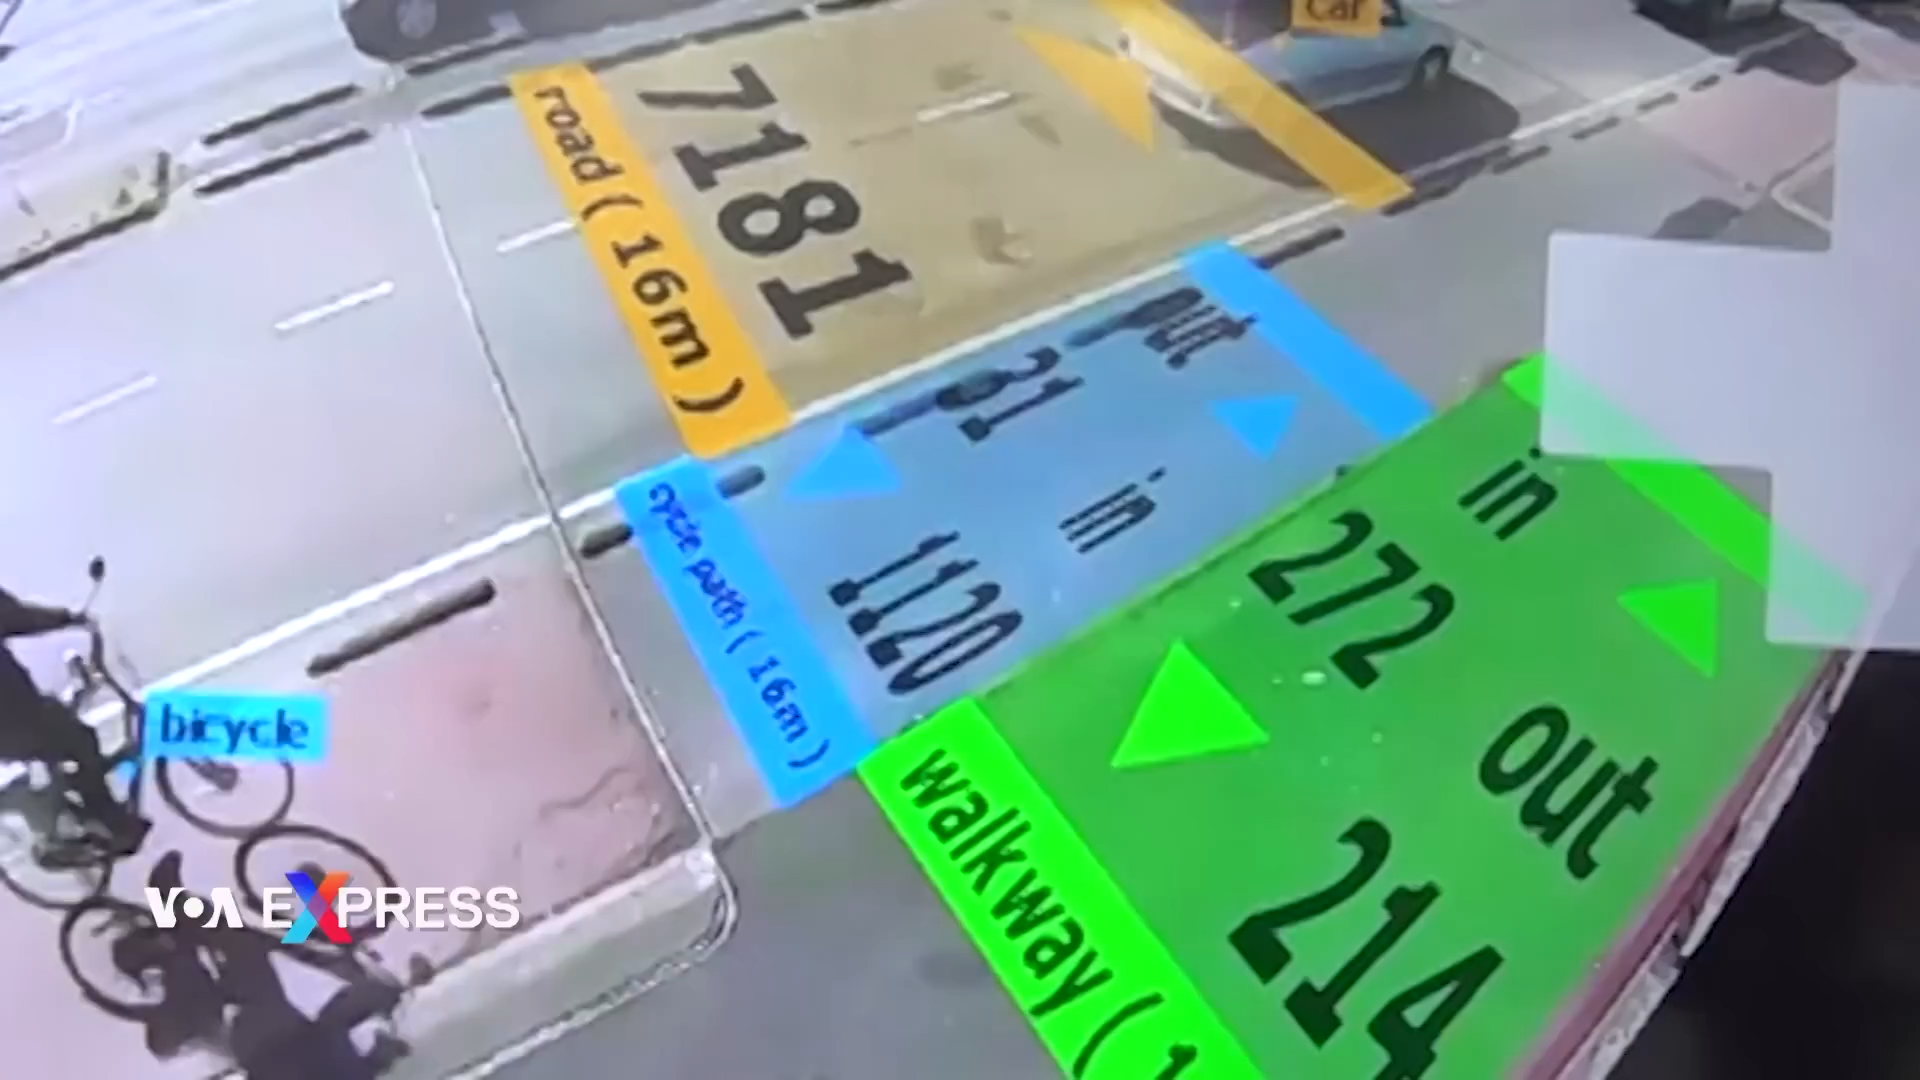 Car
road ( 16m )
7181
out
31
in
1120
cycle path ( 16m )
in
272
out
214
walkway ( 1
bicycle
VOA EXPRESS